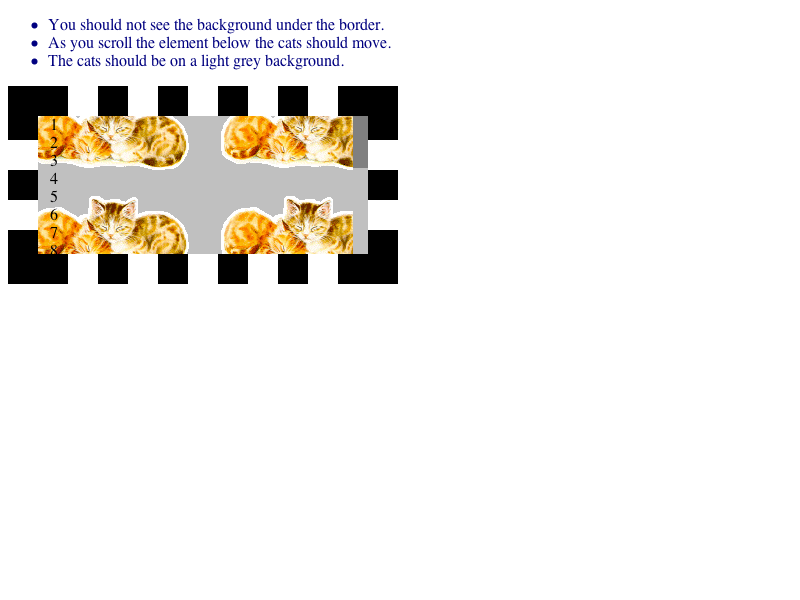 You should not see the background under the border.
As you scroll the element below the cats should move.
The cats should be on a light grey background.
1
2
3
4
5
6
7
8